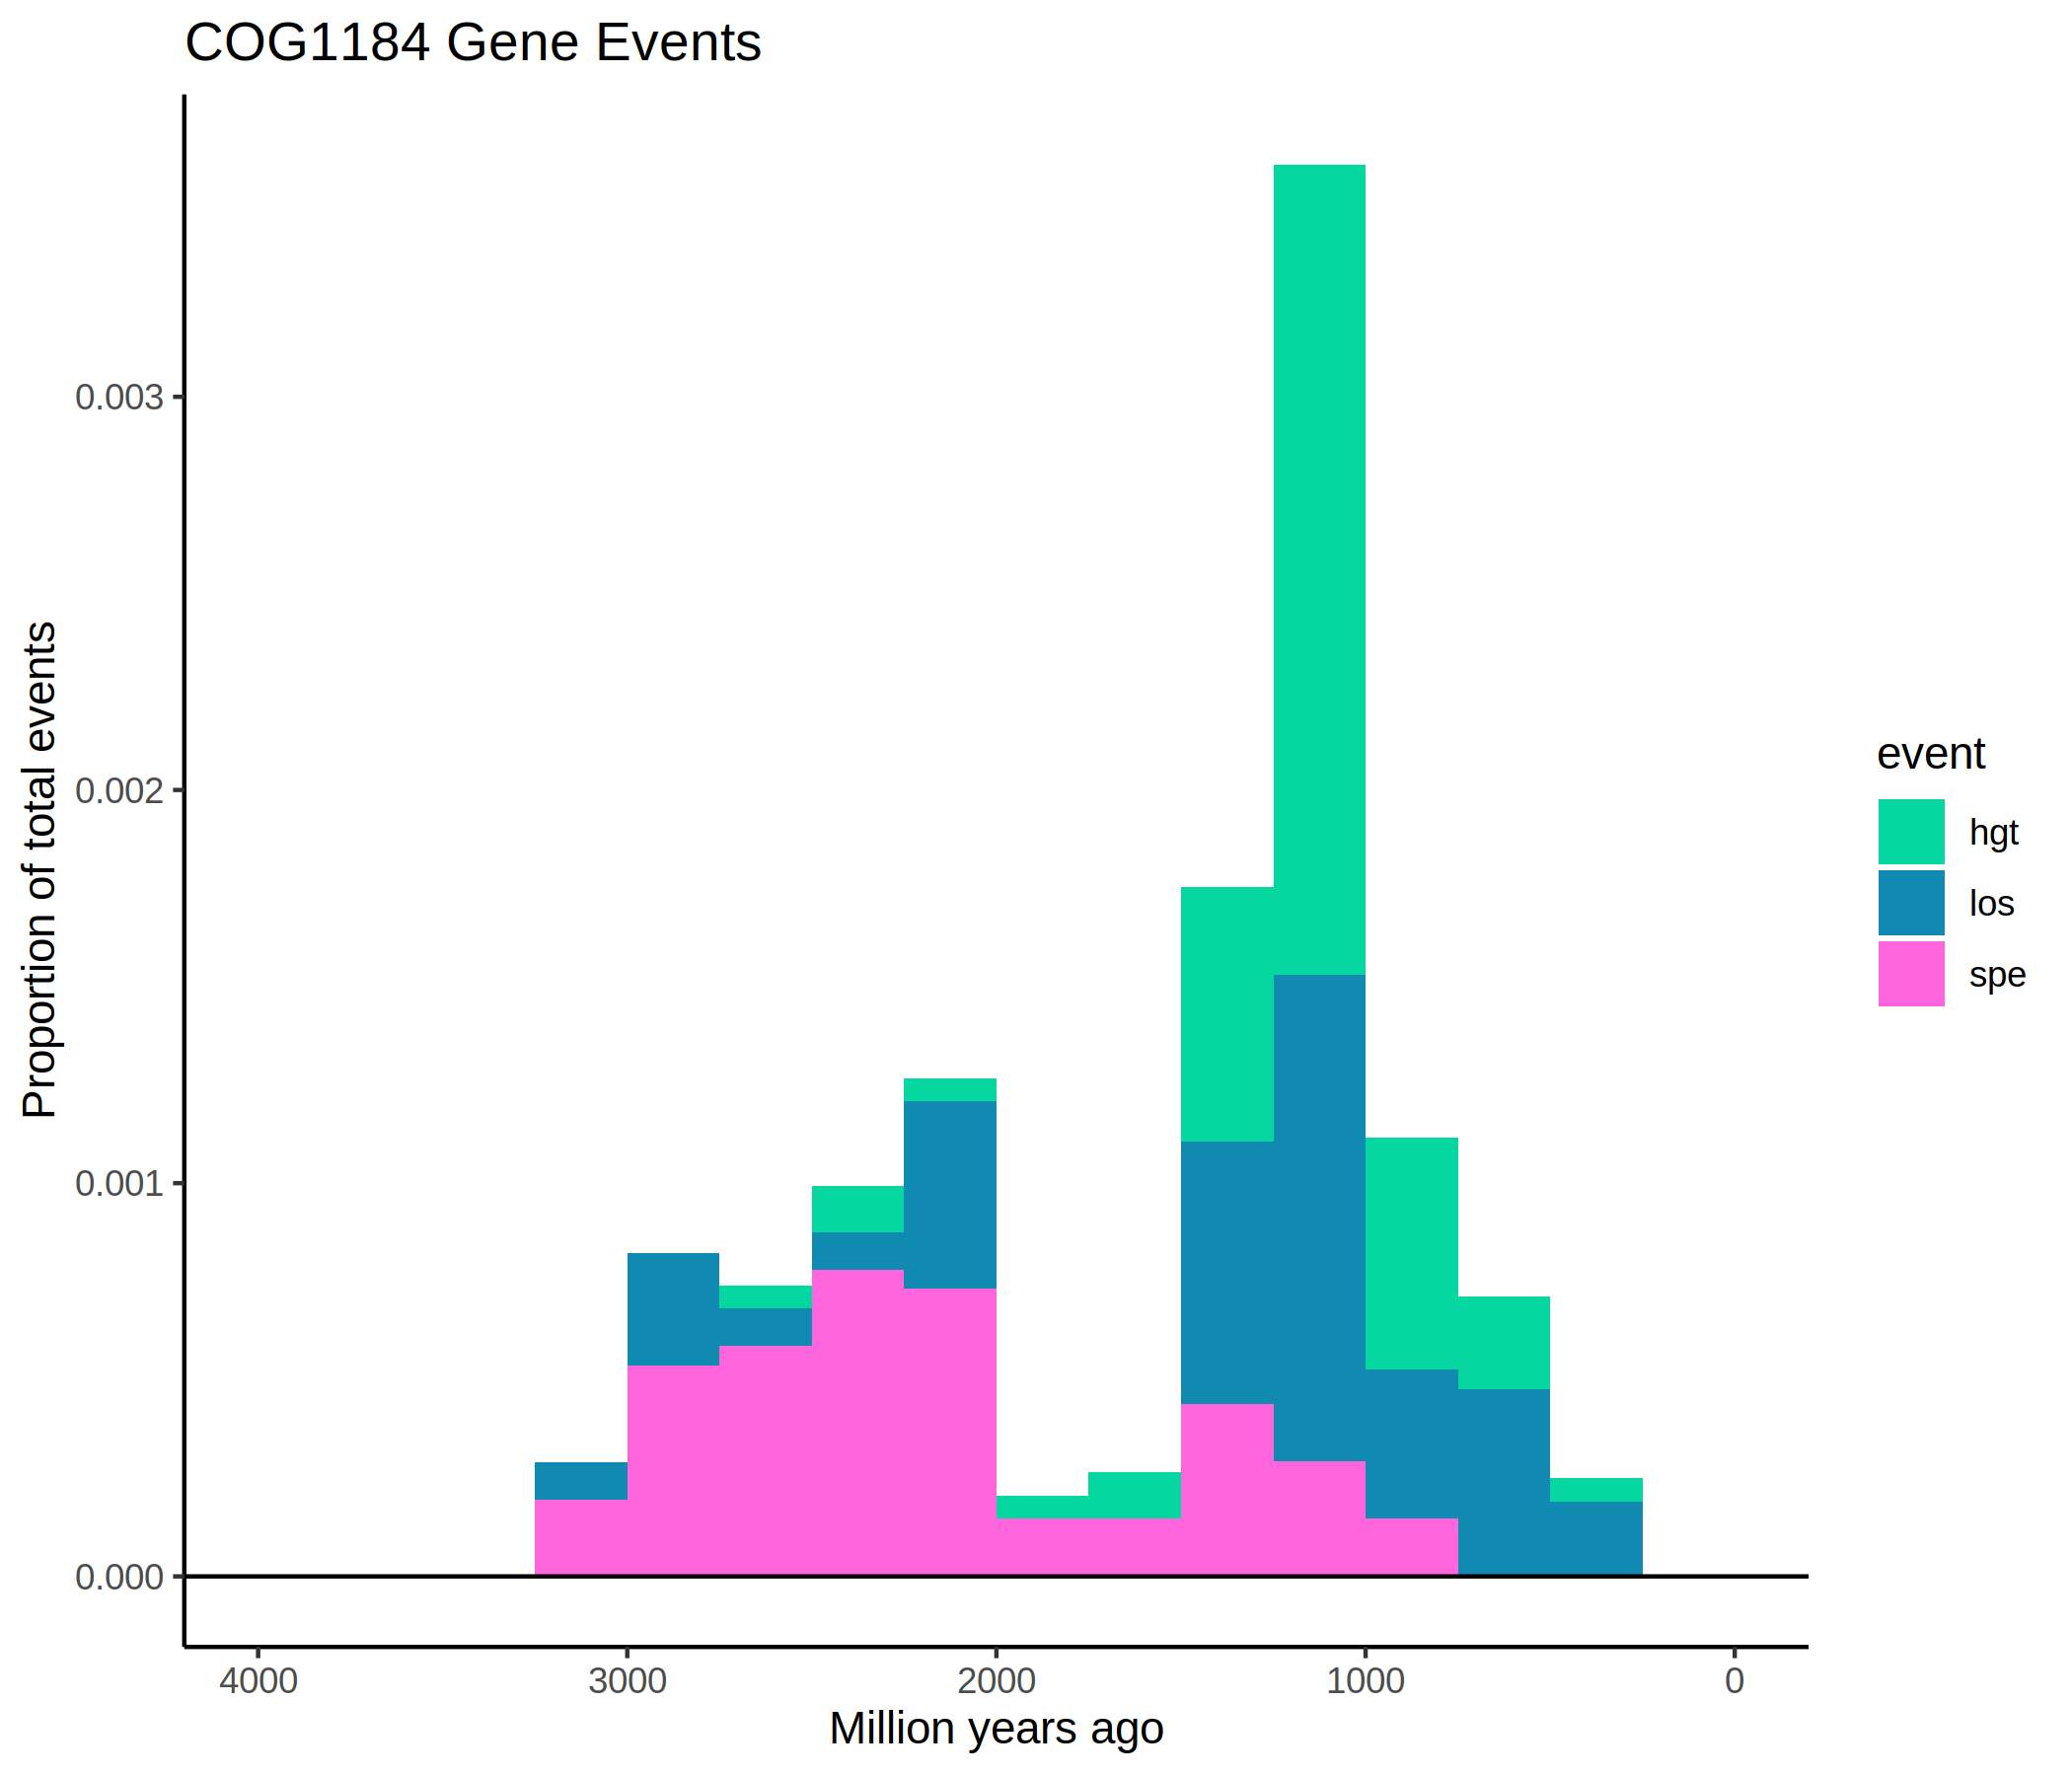 COG1184 Gene Events
Proportion of total events
0.003
0.002
0.001
0.000
4000 3000 2000 1000 0
Million years ago
event
hgt
los
spe